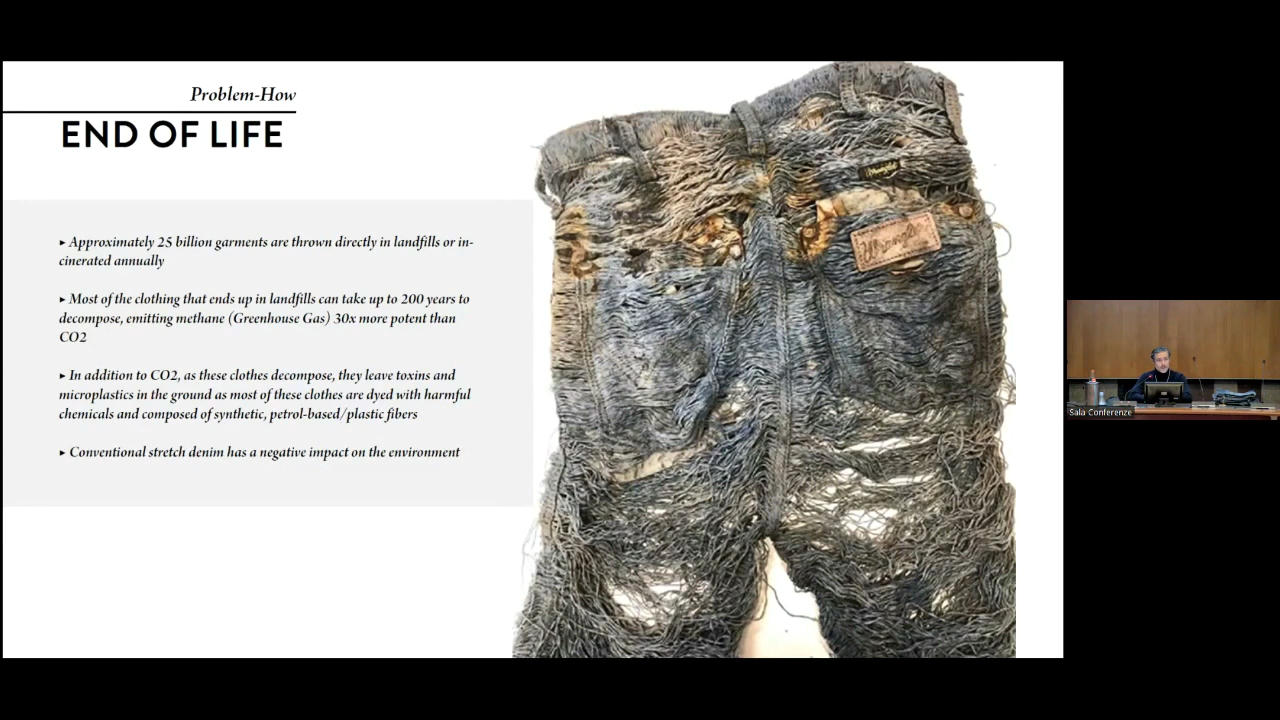 Problem-How
END OF LIFE
▸ Approximately 25 billion garments are thrown directly in landfills or in-
cinerated annually
▸ Most of the clothing that ends up in landfills can take up to 200 years to
decompose, emitting methane (Greenhouse Gas) 30x more potent than
CO2
▸ In addition to CO2, as these clothes decompose, they leave toxins and
microplastics in the ground as most of these clothes are dyed with harmful
chemicals and composed of synthetic, petrol-based/plastic fibers
▸ Conventional stretch denim has a negative impact on the environment
Wrangler
Wrangler
Sala Conferenze